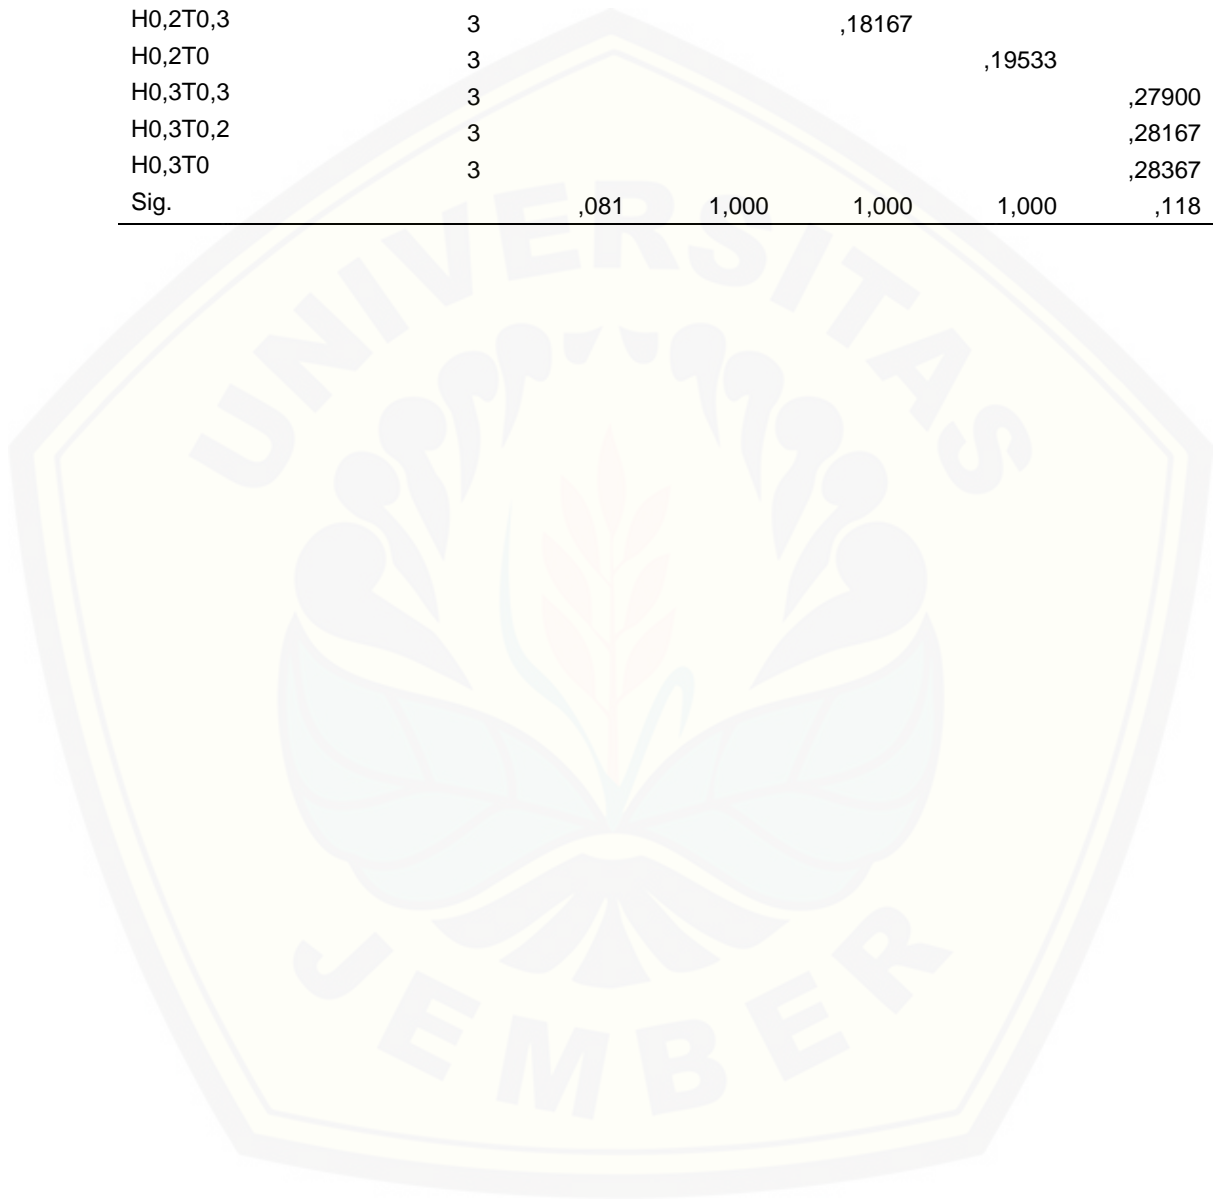 H0,2T0,3 3 ,18167
H0,2T0 3 ,19533
H0,3T0,3 3 ,27900
H0,3T0,2 3 ,28167
H0,3T0 3 ,28367
Sig. ,081 1,000 1,000 1,000 ,118
UNIVERSITAS
JEMBER